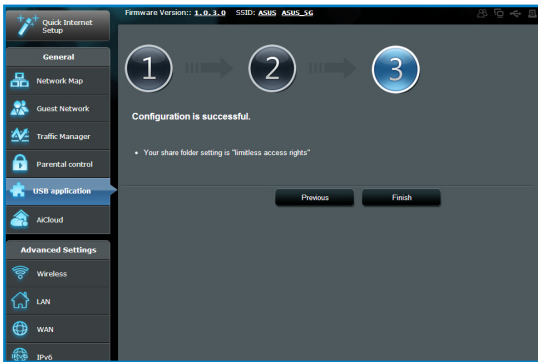 Quick Internet
Setup
Firmware Version:: 1.0.3.0 SSID: ASUS ASUS_5G
General
Network Map
Guest Network
Traffic Manager
Parental control
USB application
AiCloud
Advanced Settings
Wireless
LAN
WAN
IPv6
1
2
3
Configuration is successful.
• Your share folder setting is "limitless access rights"
Previous Finish